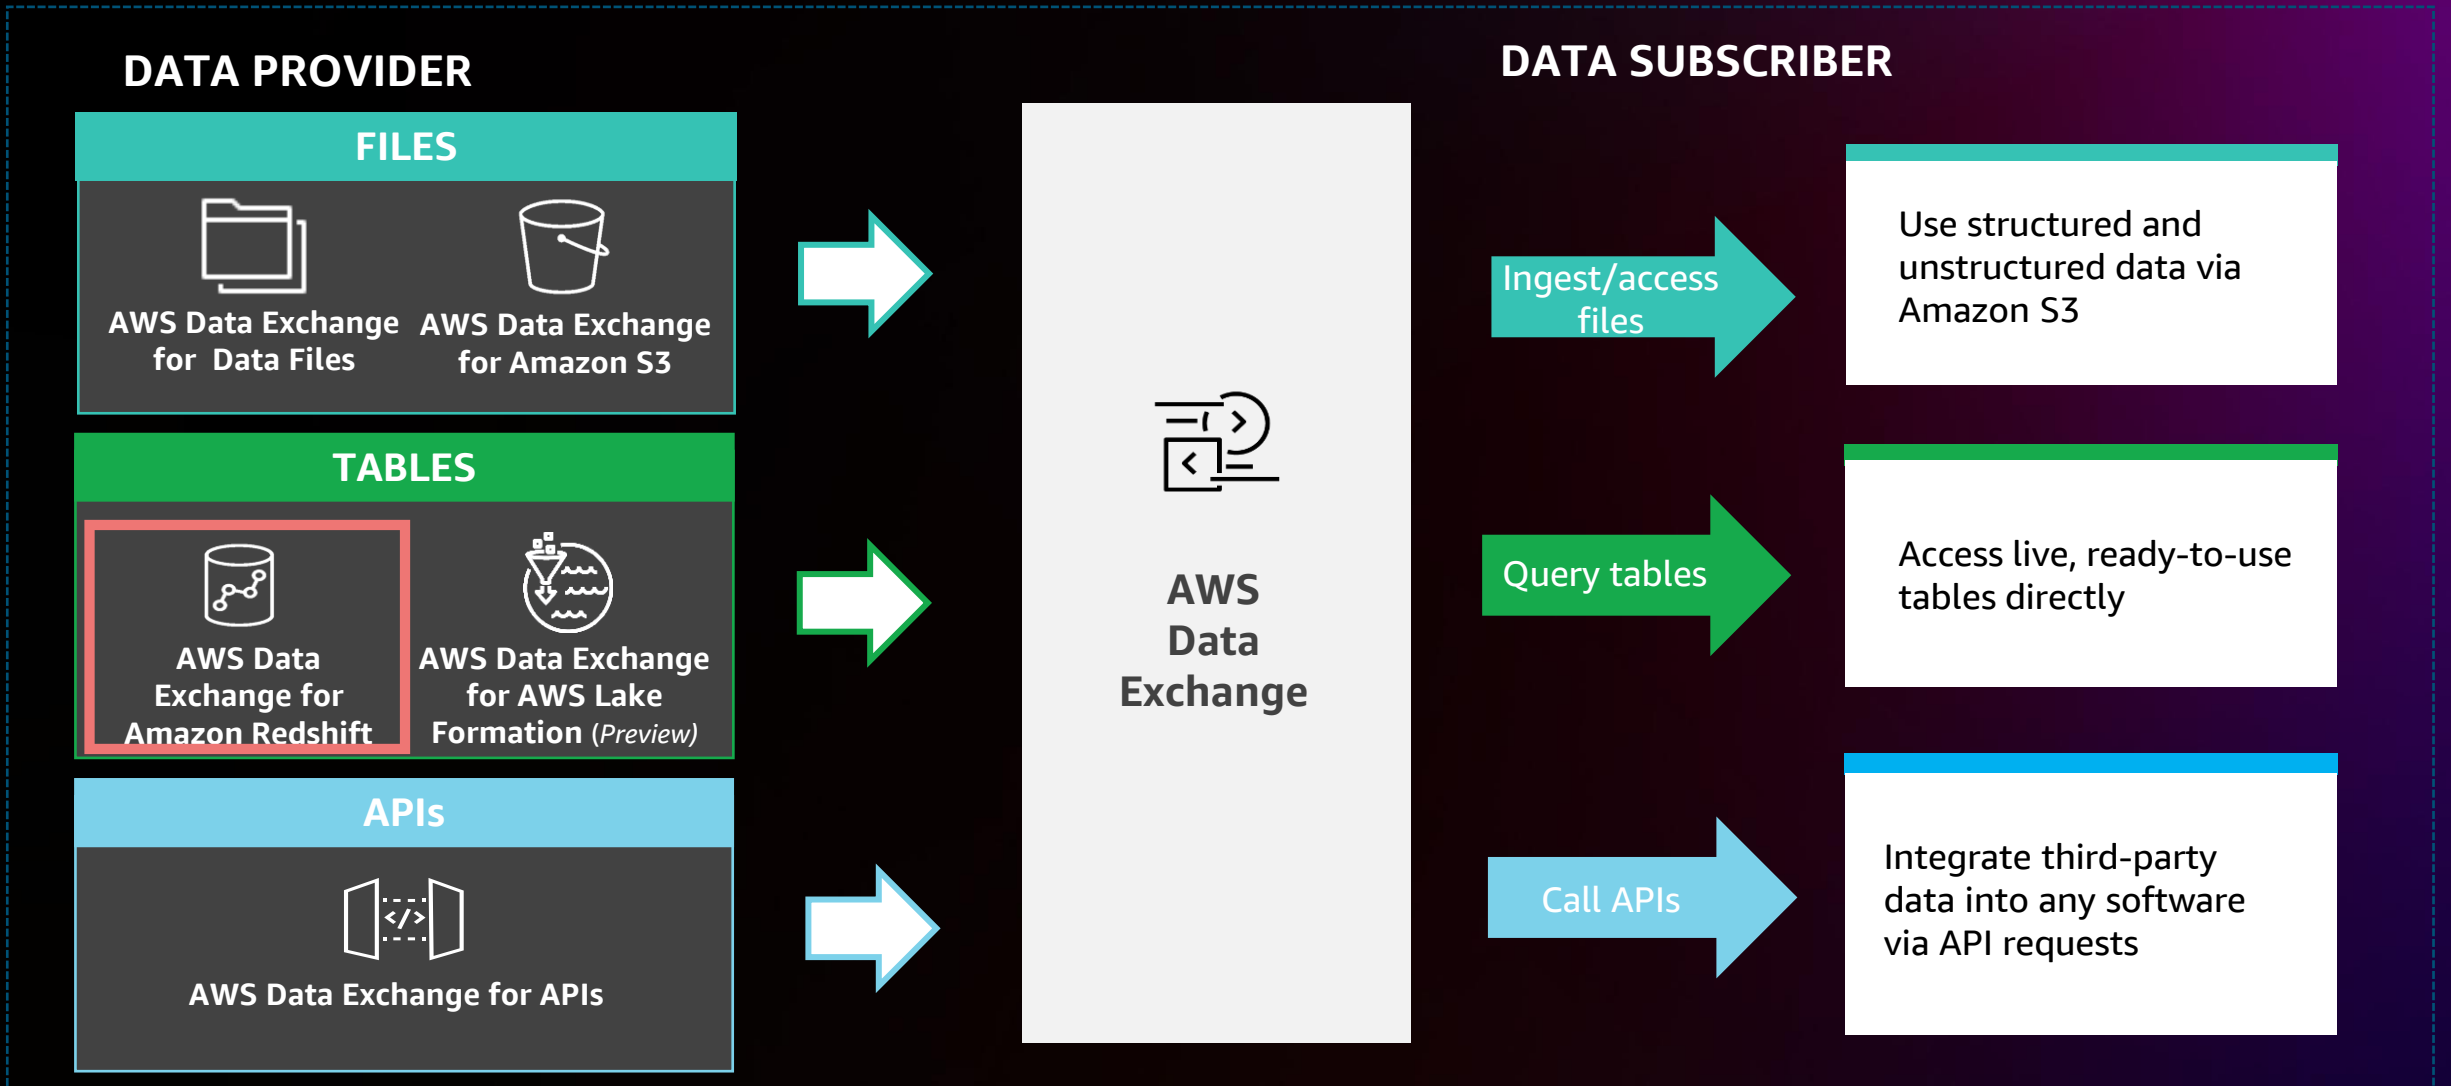 DATA PROVIDER
DATA SUBSCRIBER
FILES
AWS Data Exchange
for Data Files
AWS Data Exchange
for Amazon S3
Ingest/access
files
Use structured and
unstructured data via
Amazon S3
TABLES
AWS Data
Exchange for
Amazon Redshift
AWS Data Exchange
for AWS Lake
Formation (Preview)
AWS
Data
Exchange
Query tables
Access live, ready-to-use
tables directly
APIs
</>
AWS Data Exchange for APIs
Call APIs
Integrate third-party
data into any software
via API requests